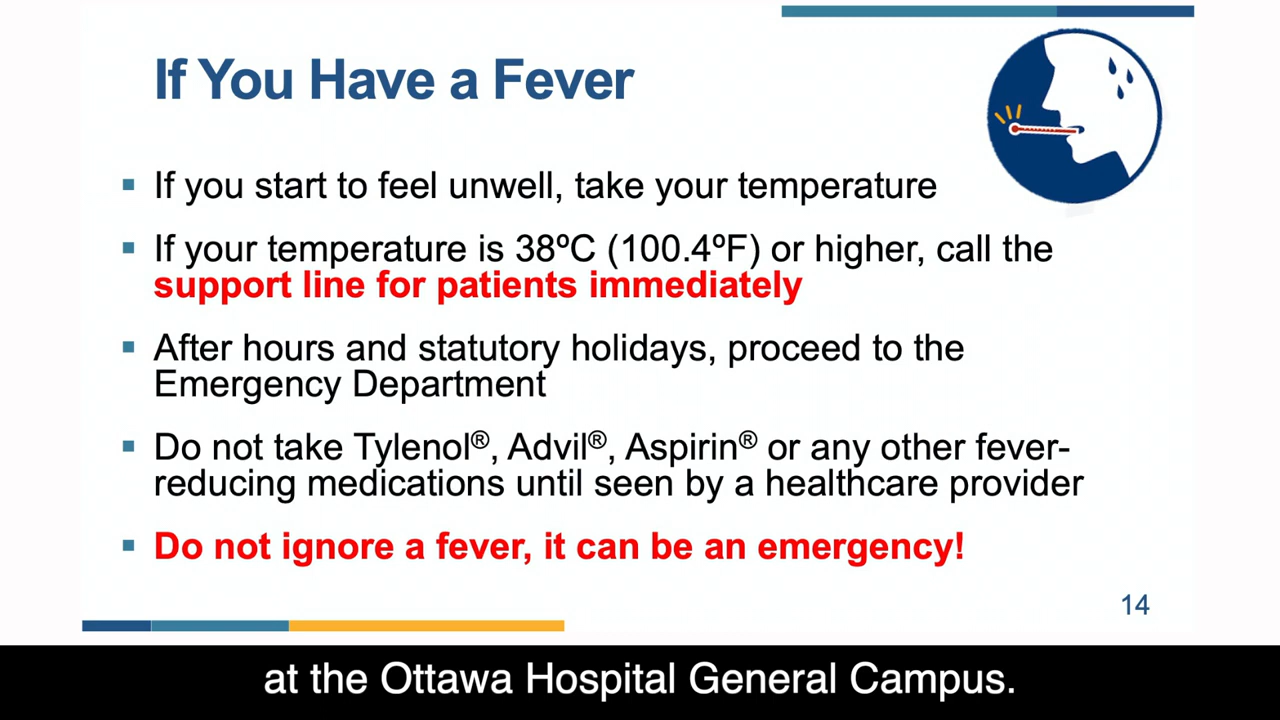 If You Have a Fever
▪ If you start to feel unwell, take your temperature
▪ If your temperature is 38ºC (100.4ºF) or higher, call the
support line for patients immediately
▪ After hours and statutory holidays, proceed to the
Emergency Department
▪ Do not take Tylenol®, Advil®, Aspirin® or any other fever-
reducing medications until seen by a healthcare provider
▪ Do not ignore a fever, it can be an emergency!
14
at the Ottawa Hospital General Campus.